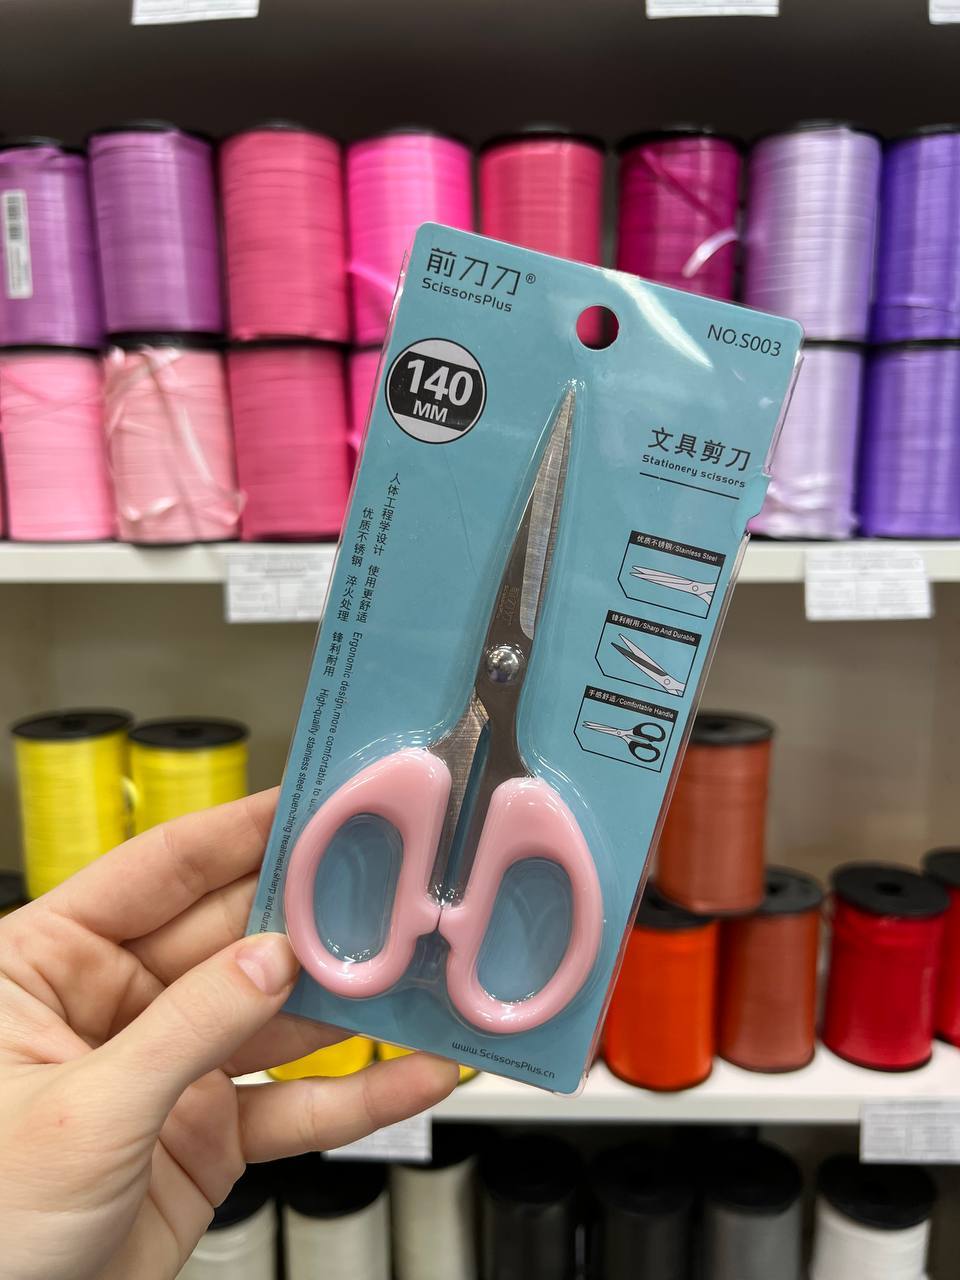 前刀刀®
ScissorsPlus
NO.S003
140
MM
文具剪刀
Stationery scissors
人体工程学设计 使用更舒适
优质不锈钢 淬火处理 锋利耐用
Ergonomic design,more comfortable to
High-quality stainless steel quenching treatment,sharp and
优质不锈钢/Stainless Steel
锋利耐用/Sharp And Durable
手感舒适/Comfortable Handle
www.ScissorsPlus.cn